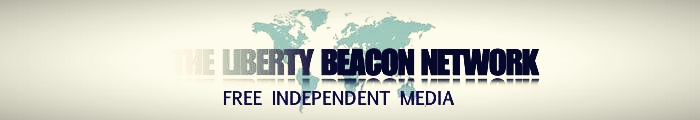 THE LIBERTY BEACON NETWORK
FREE INDEPENDENT MEDIA